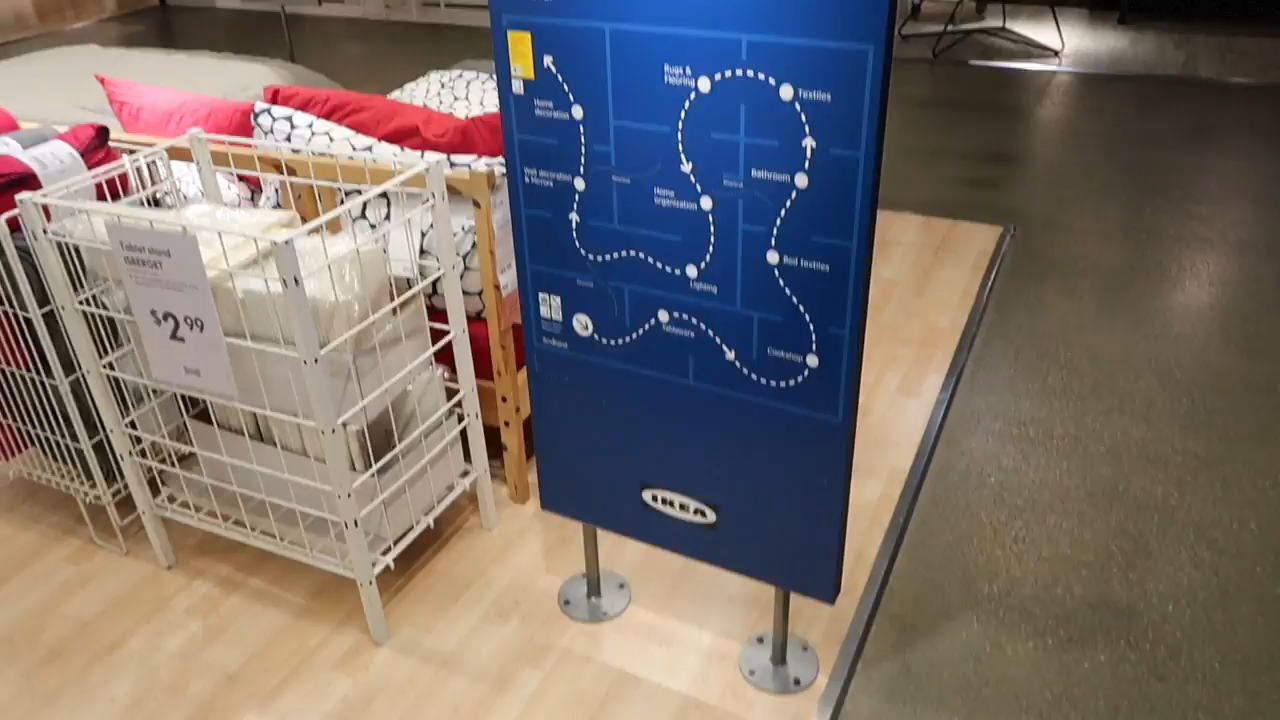 Rugs &
Flooring
Textiles
Home
decoration
Wall decoration
& Mirrors
Bathroom
Home
organisation
Bed textiles
Lighting
Tableware
Cookshop
IKEA
Tablet stand
ISBERGET
$2.99